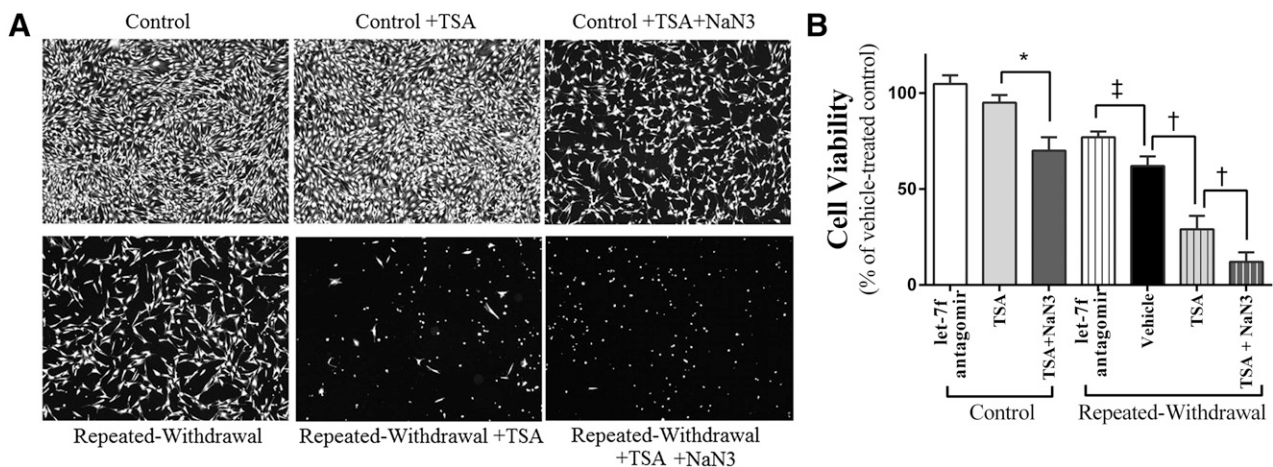 A
Control
Control +TSA
Control +TSA+NaN3
Repeated-Withdrawal
Repeated-Withdrawal +TSA
Repeated-Withdrawal
+TSA +NaN3
B
Cell Viability
(% of vehicle-treated control)
100
50
0
*
‡
†
†
let-7f
antagomir
TSA
TSA+NaN3
let-7f
antagomir
Vehicle
TSA
TSA + NaN3
Control
Repeated-Withdrawal